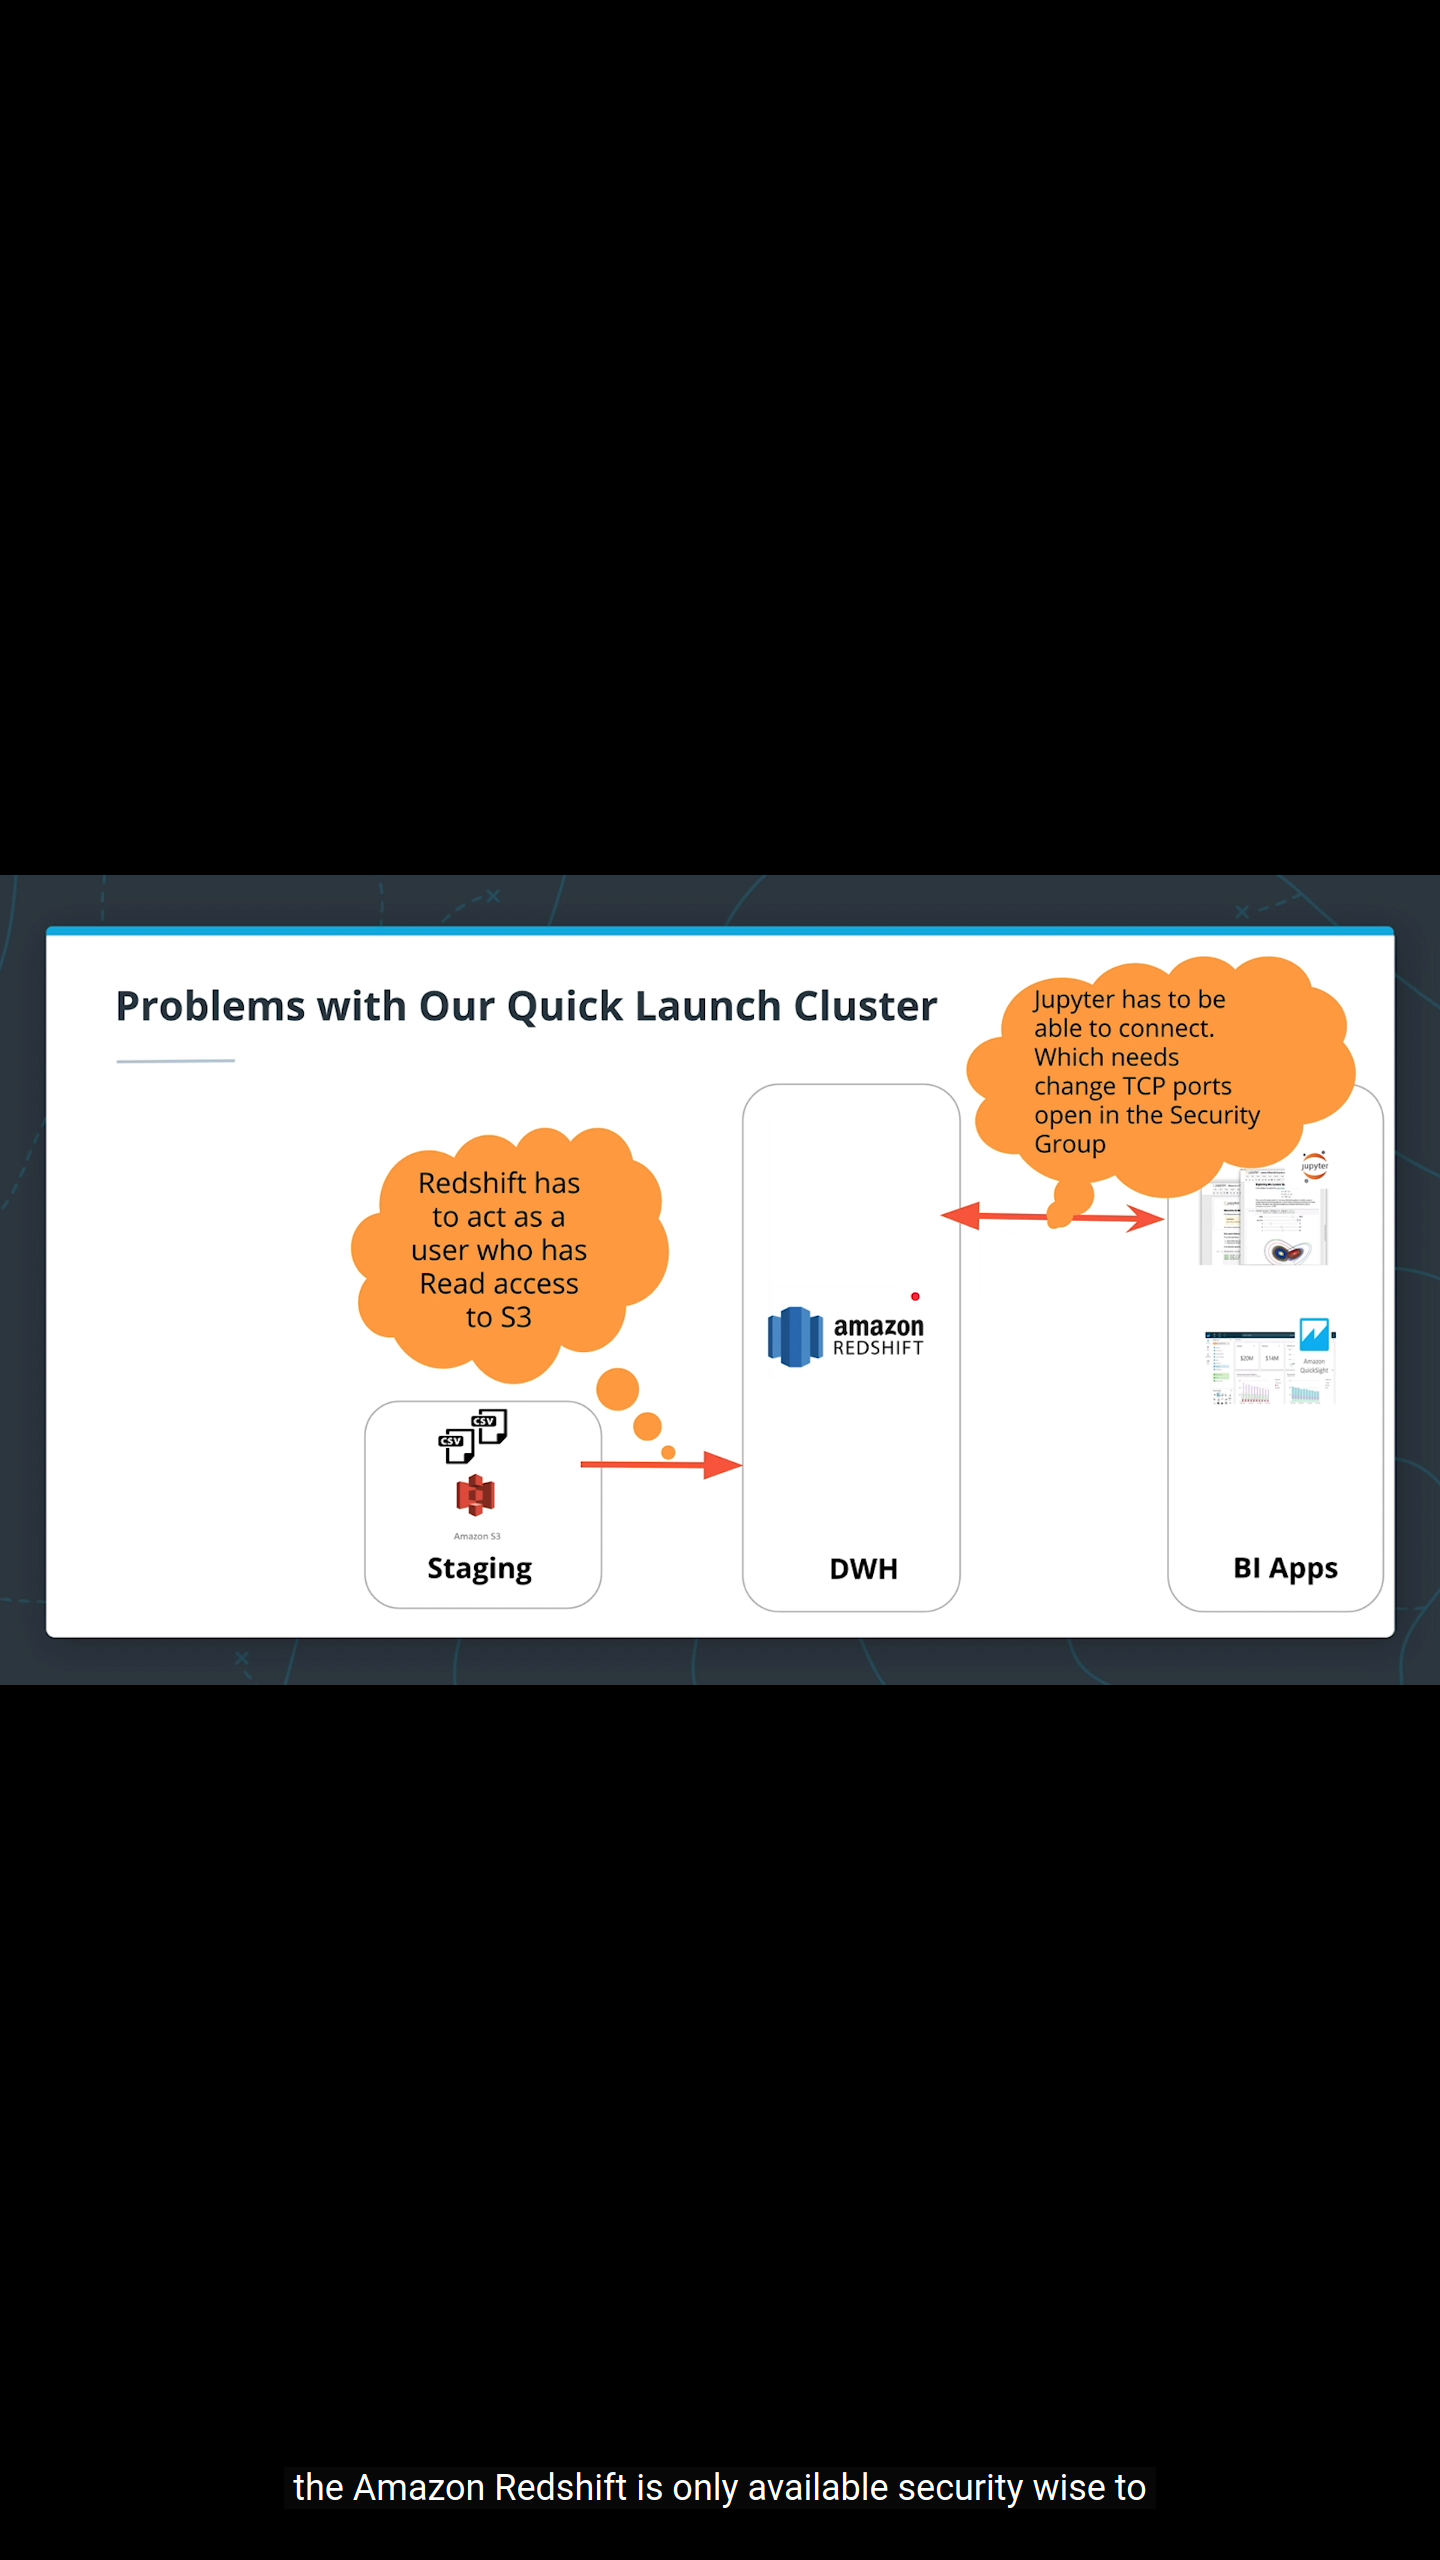 Problems with Our Quick Launch Cluster
Jupyter has to be
able to connect.
Which needs
change TCP ports
open in the Security
Group
Redshift has
to act as a
user who has
Read access
to S3
CSV
CSV
Amazon S3
Staging
amazon
REDSHIFT
DWH
jupyter
$20M
$14M
Amazon
QuickSight
BI Apps
the Amazon Redshift is only available security wise to